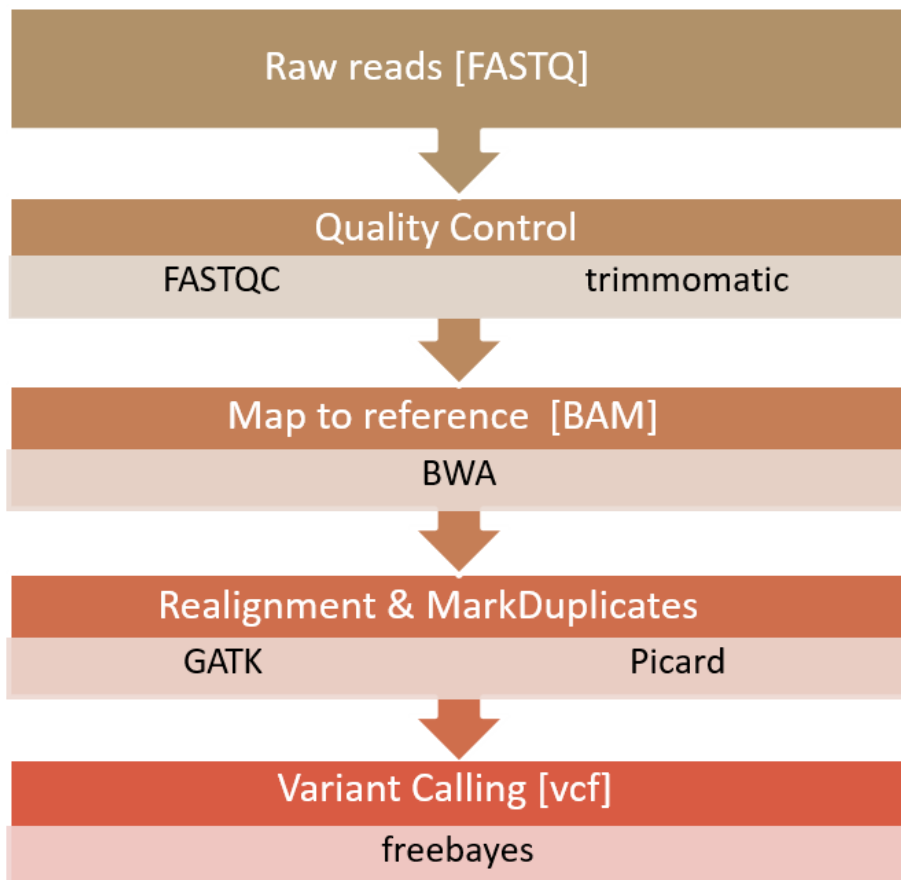 Raw reads [FASTQ]
Quality Control
FASTQC trimmomatic
Map to reference [BAM]
BWA
Realignment & MarkDuplicates
GATK Picard
Variant Calling [vcf]
freebayes